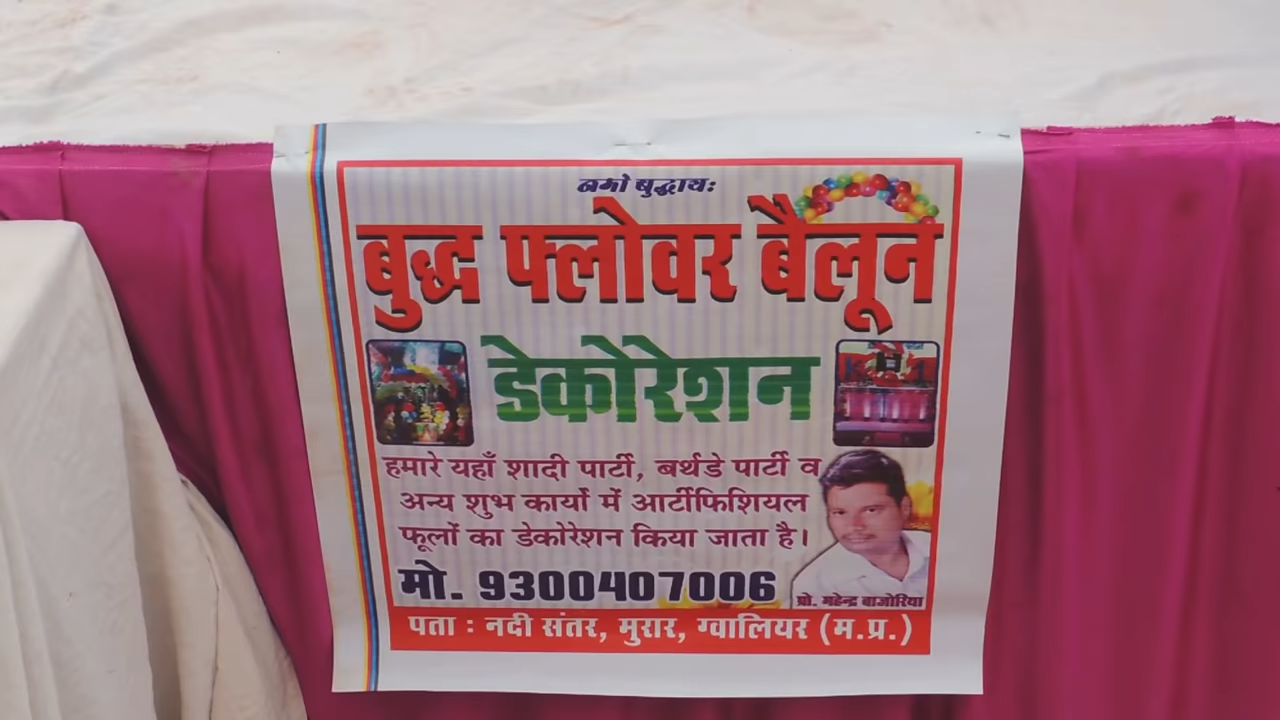 नमो बुद्धाय:
बुद्ध फ्लोवर बैलून
डेकोरेशन
हमारे यहाँ शादी पार्टी, बर्थडे पार्टी व
अन्य शुभ कार्यों में आर्टीफिशियल
फूलों का डेकोरेशन किया जाता है।
मो. 9300407006
प्रो. महेन्द्र बाजोरिया
पता : नदी संतर, मुरार, ग्वालियर (म.प्र.)